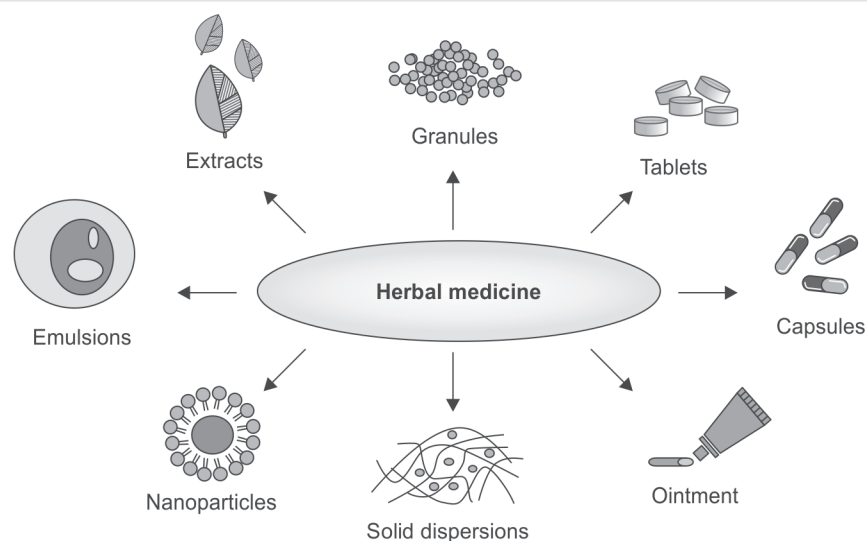 Extracts
Granules
Tablets
Emulsions
Herbal medicine
Capsules
Nanoparticles
Solid dispersions
Ointment